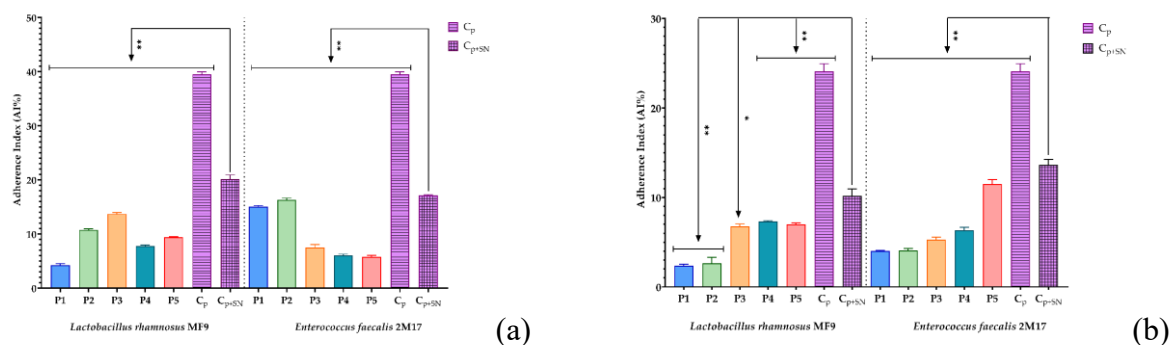 50
40
30
20
10
0
Adherence Index (AI%)
**
**
P1 P2 P3 P4 P5 Cp Cp+SN P1 P2 P3 P4 P5 Cp Cp+SN
Lactobacillus rhamnosus MF9 Enterococcus faecalis 2M17
Cp
Cp+SN
(a)
30
20
10
0
Adherence Index (AI%)
**
*
**
**
P1 P2 P3 P4 P5 Cp Cp+SN P1 P2 P3 P4 P5 Cp Cp+SN
Lactobacillus rhamnosus MF9 Enterococcus faecalis 2M17
Cp
Cp+SN
(b)